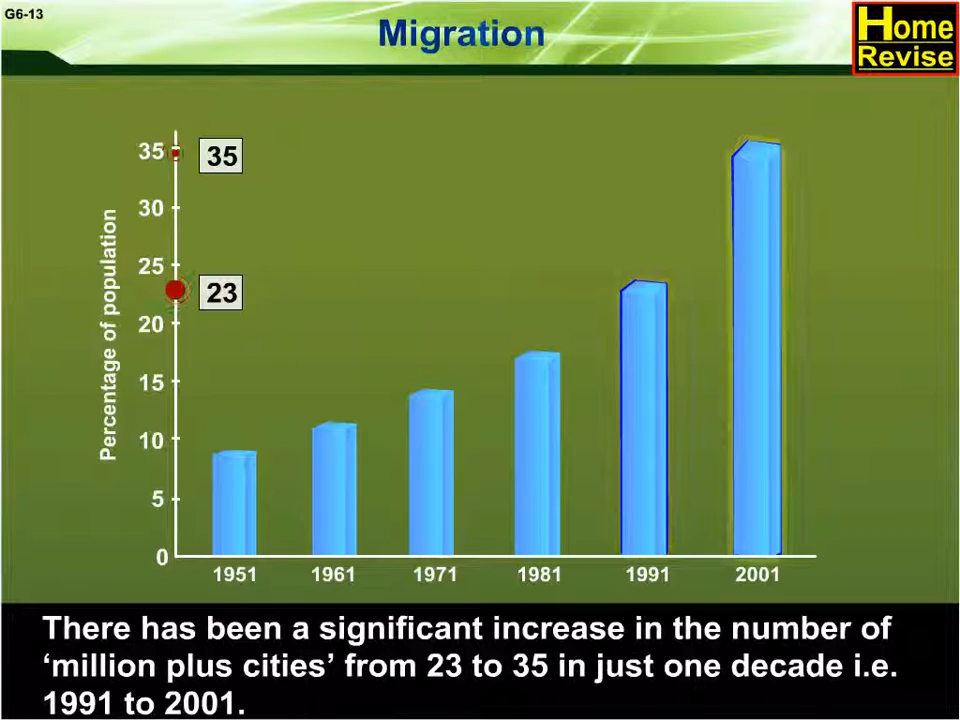 G6-13
Migration
Home
Revise
Percentage of population
35
30
25
20
15
10
5
0
35
23
1951 1961 1971 1981 1991 2001
There has been a significant increase in the number of
‘million plus cities’ from 23 to 35 in just one decade i.e.
1991 to 2001.